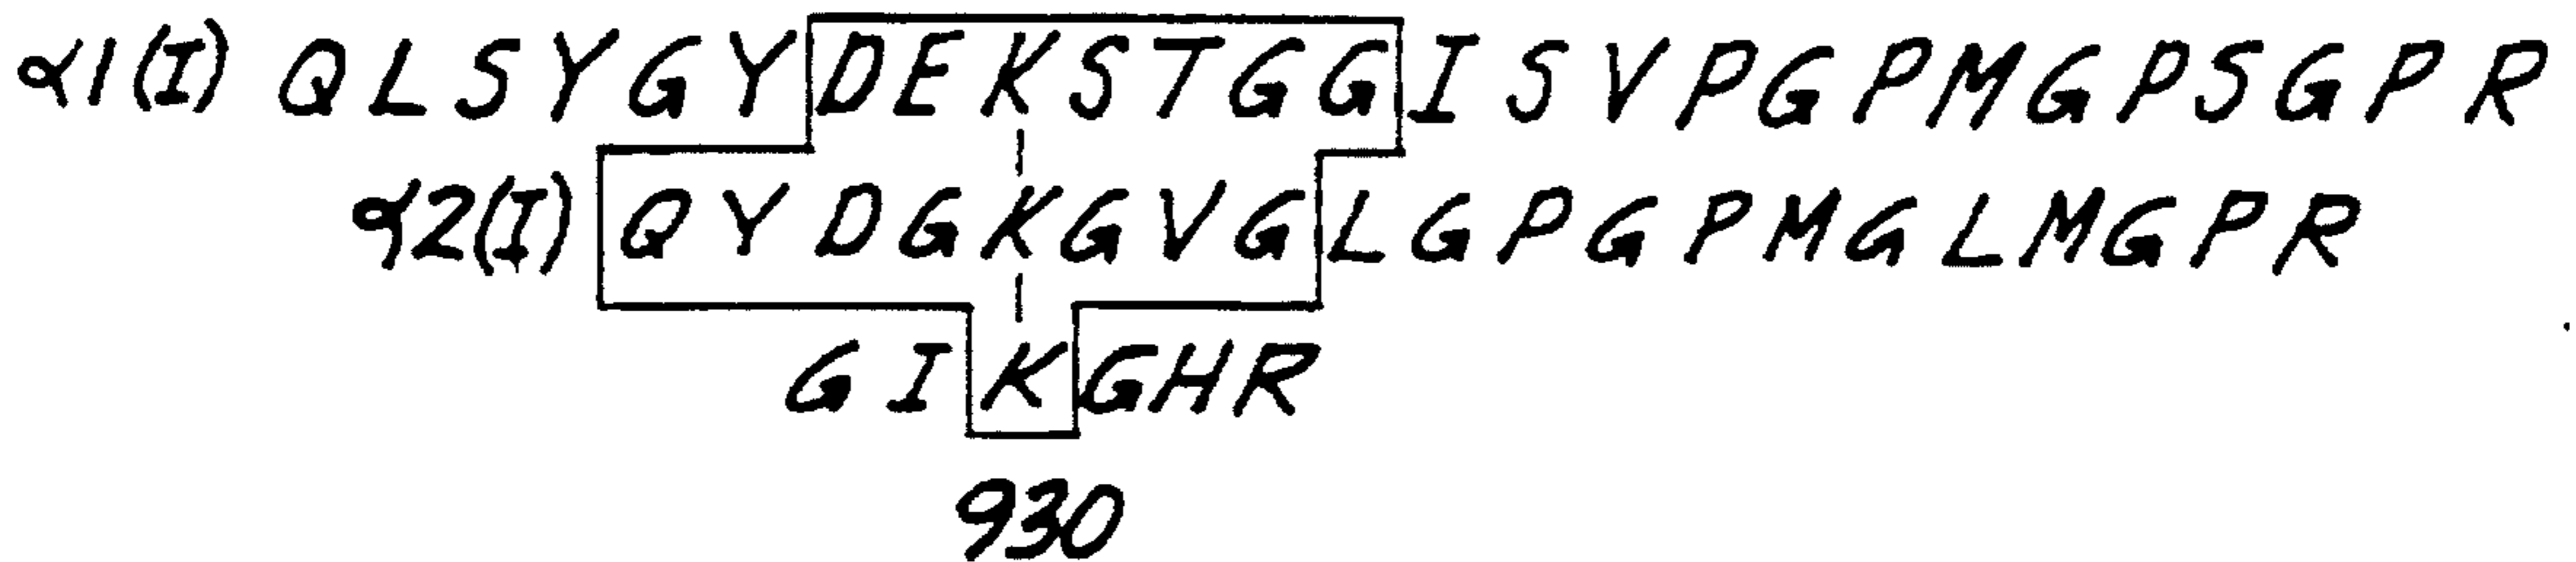 α1(I) QLSYGYDEKSTGGISVPGPMGPSGPR
α2(I) QYDGKGVGLGPGPMGLMGPR
GIKGHR
930